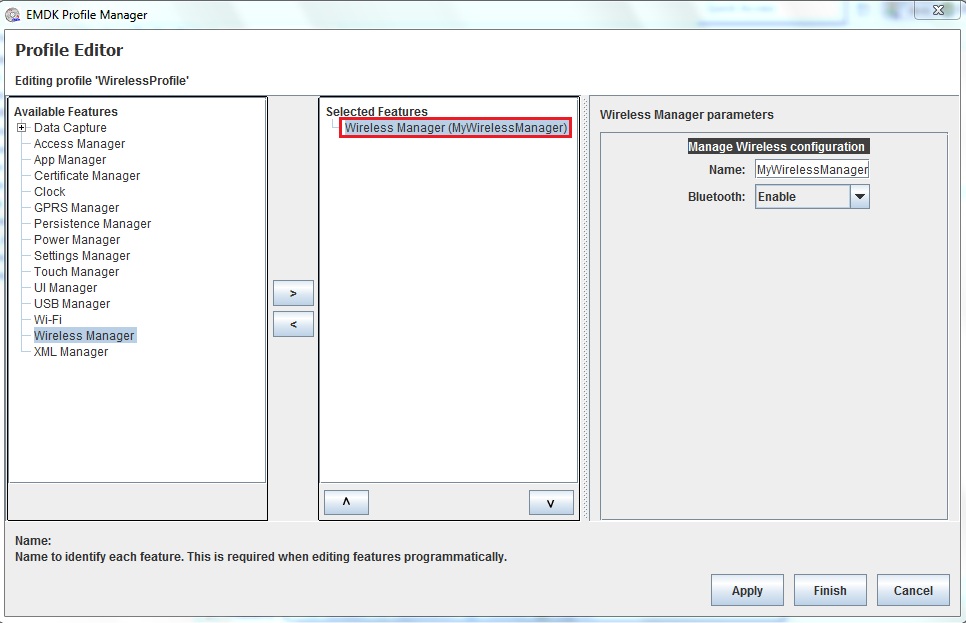 EMDK Profile Manager
Profile Editor
Editing profile 'WirelessProfile'
Available Features
Data Capture
Access Manager
App Manager
Certificate Manager
Clock
GPRS Manager
Persistence Manager
Power Manager
Settings Manager
Touch Manager
UI Manager
USB Manager
Wi-Fi
Wireless Manager
XML Manager
>
<
Selected Features
Wireless Manager (MyWirelessManager)
^
v
Wireless Manager parameters
Manage Wireless configuration
Name: MyWirelessManager
Bluetooth: Enable
Name:
Name to identify each feature. This is required when editing features programmatically.
Apply Finish Cancel